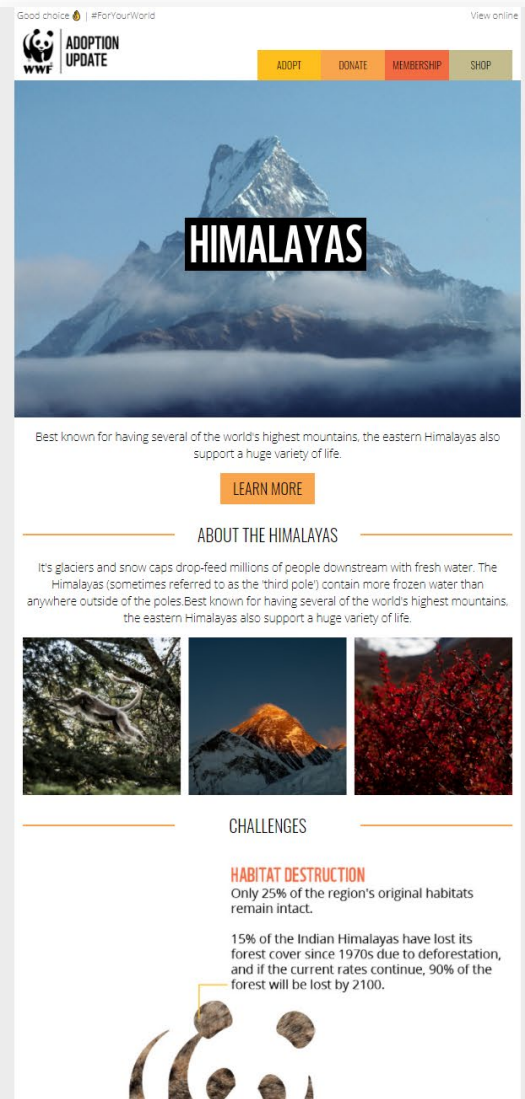 Good choice 👌 | #ForYourWorld
View online
WWF
ADOPTION
UPDATE
ADOPT
DONATE
MEMBERSHIP
SHOP
HIMALAYAS
Best known for having several of the world's highest mountains, the eastern Himalayas also
support a huge variety of life.
LEARN MORE
ABOUT THE HIMALAYAS
It's glaciers and snow caps drop-feed millions of people downstream with fresh water. The
Himalayas (sometimes referred to as the 'third pole') contain more frozen water than
anywhere outside of the poles.Best known for having several of the world's highest mountains,
the eastern Himalayas also support a huge variety of life.
CHALLENGES
HABITAT DESTRUCTION
Only 25% of the region's original habitats
remain intact.
15% of the Indian Himalayas have lost its
forest cover since 1970s due to deforestation,
and if the current rates continue, 90% of the
forest will be lost by 2100.